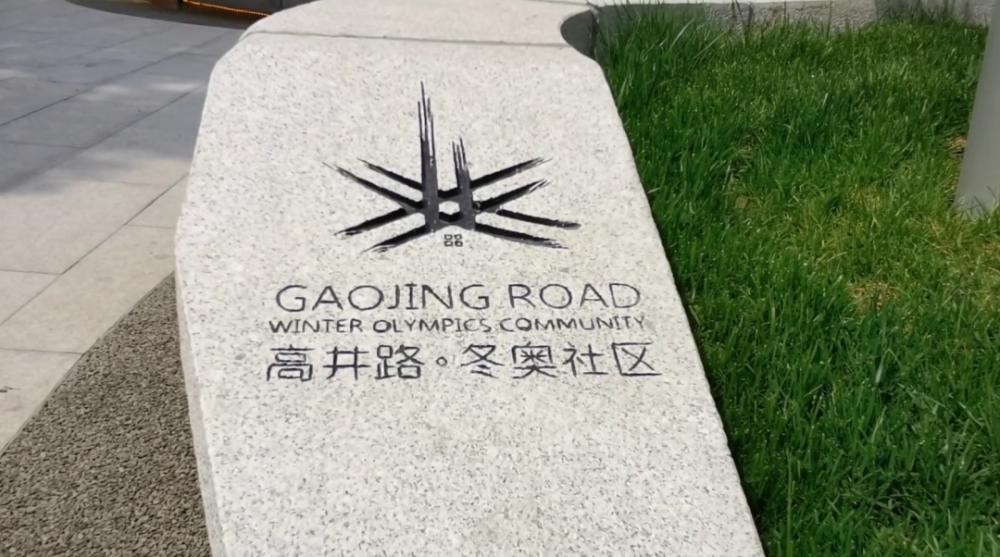 GAOJING ROAD
WINTER OLYMPICS COMMUNITY
高井路。冬奥社区